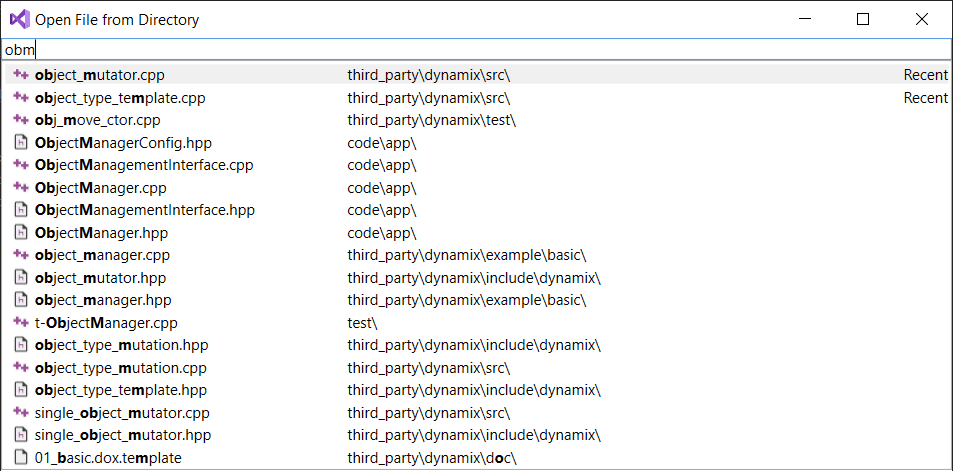 Open File from Directory
obm
object_mutator.cpp third_party\dynamix\src\ Recent
object_type_template.cpp third_party\dynamix\src\ Recent
obj_move_ctor.cpp third_party\dynamix\test\
ObjectManagerConfig.hpp code\app\
ObjectManagementInterface.cpp code\app\
ObjectManager.cpp code\app\
ObjectManagementInterface.hpp code\app\
ObjectManager.hpp code\app\
object_manager.cpp third_party\dynamix\example\basic\
object_mutator.hpp third_party\dynamix\include\dynamix\
object_manager.hpp third_party\dynamix\example\basic\
t-ObjectManager.cpp test\
object_type_mutation.hpp third_party\dynamix\include\dynamix\
object_type_mutation.cpp third_party\dynamix\src\
object_type_template.hpp third_party\dynamix\include\dynamix\
single_object_mutator.cpp third_party\dynamix\src\
single_object_mutator.hpp third_party\dynamix\include\dynamix\
01_basic.dox.template third_party\dynamix\doc\